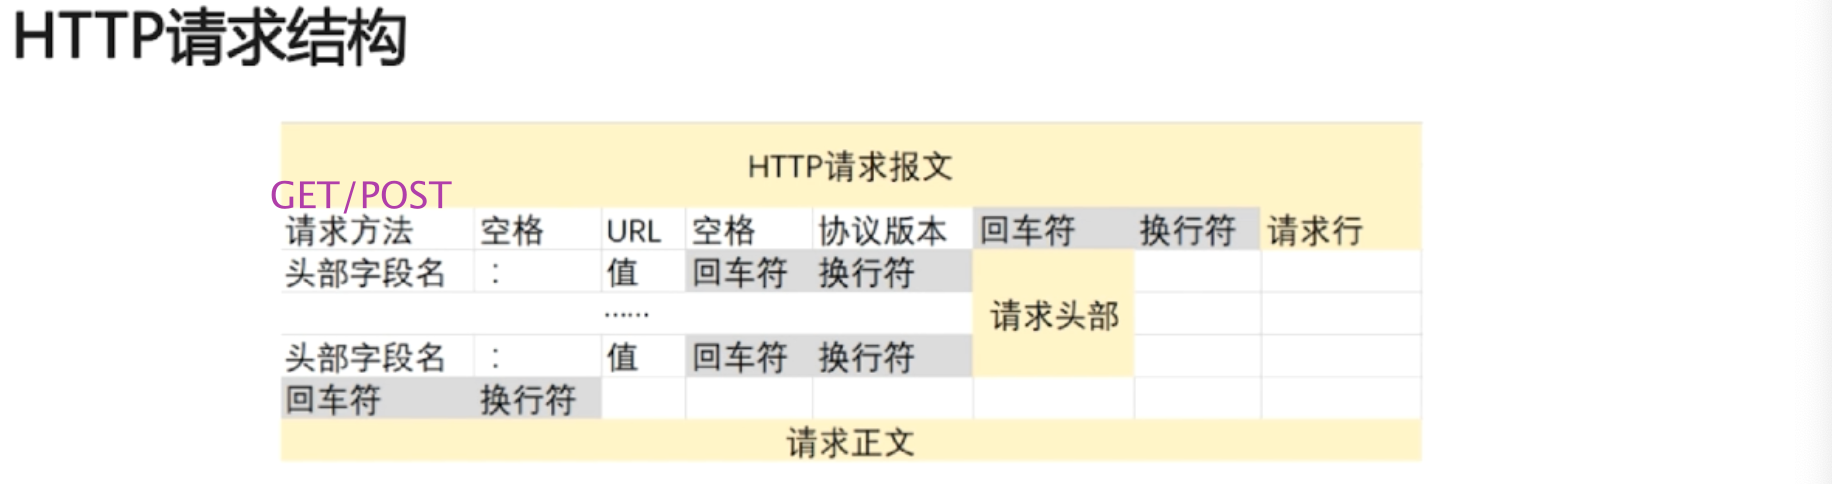 HTTP请求结构
HTTP请求报文
GET/POST
请求方法 空格 URL 空格 协议版本 回车符 换行符 请求行
头部字段名 : 值 回车符 换行符
...... 请求头部
头部字段名 : 值 回车符 换行符
回车符 换行符
请求正文